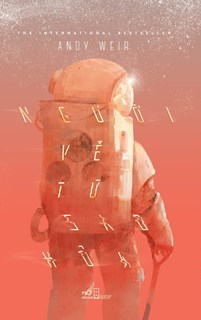 THE INTERNATIONAL BESTSELLER
ANDY WEIR
NGƯỜI
VỀ
TỪ
SAO
HỎA